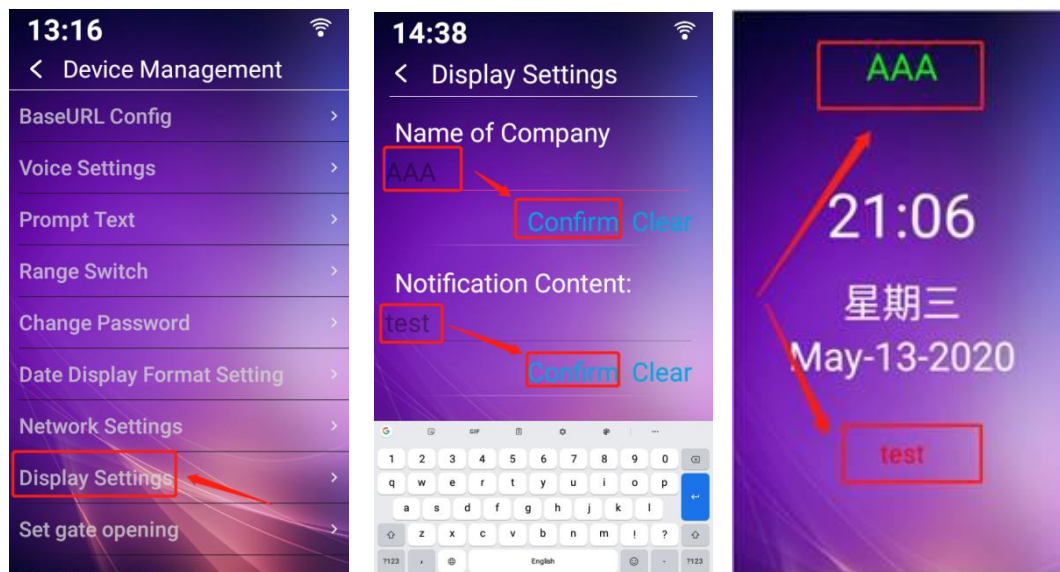 13:16
< Device Management
BaseURL Config >
Voice Settings >
Prompt Text >
Range Switch >
Change Password >
Date Display Format Setting >
Network Settings >
Display Settings >
Set gate opening >
14:38
< Display Settings
Name of Company
AAA
Confirm Clear
Notification Content:
test
Confirm Clear
G GIF ...
1 2 3 4 5 6 7 8 9 0
q w e r t y u i o p
a s d f g h j k l
z x c v b n m ! ?
?123 , English . ?123
AAA
21:06
星期三
May-13-2020
test